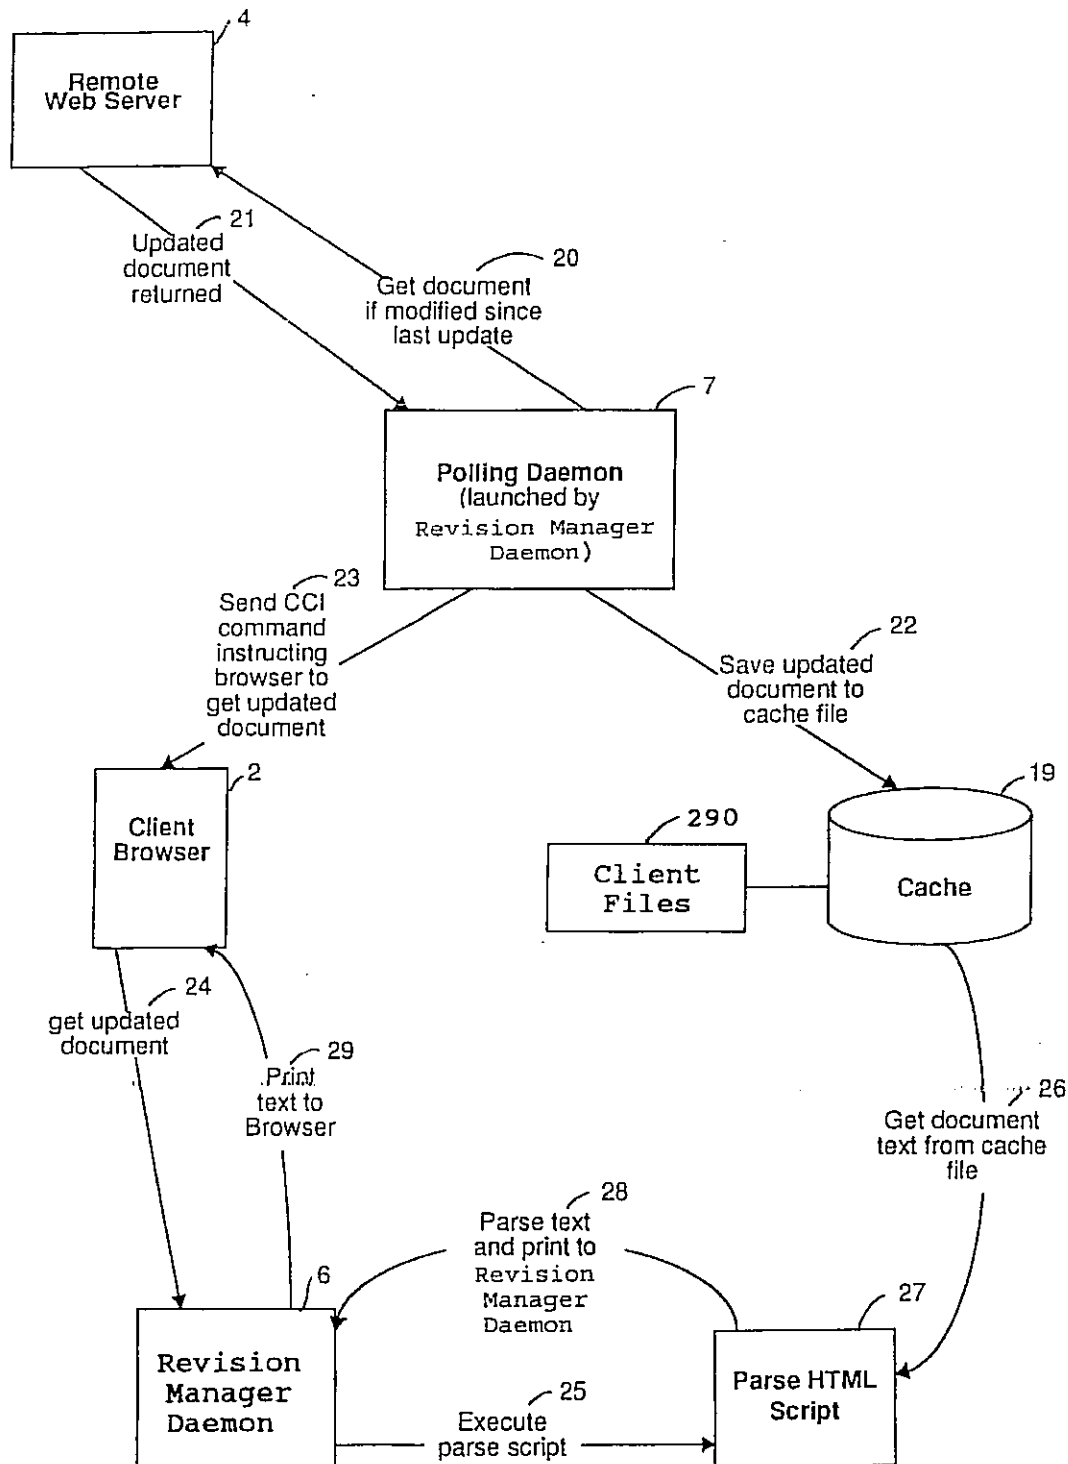 4
Remote
Web Server
21
Updated
document
returned
20
Get document
if modified since
last update
7
Polling Daemon
(launched by
Revision Manager
Daemon)
23
Send CCI
command
instructing
browser to
get updated
document
22
Save updated
document to
cache file
2
Client
Browser
19
Cache
290
Client
Files
24
get updated
document
29
Print
text to
Browser
26
Get document
text from cache
file
28
Parse text
and print to
Revision
Manager
Daemon
6
Revision
Manager
Daemon
25
Execute
parse script
27
Parse HTML
Script